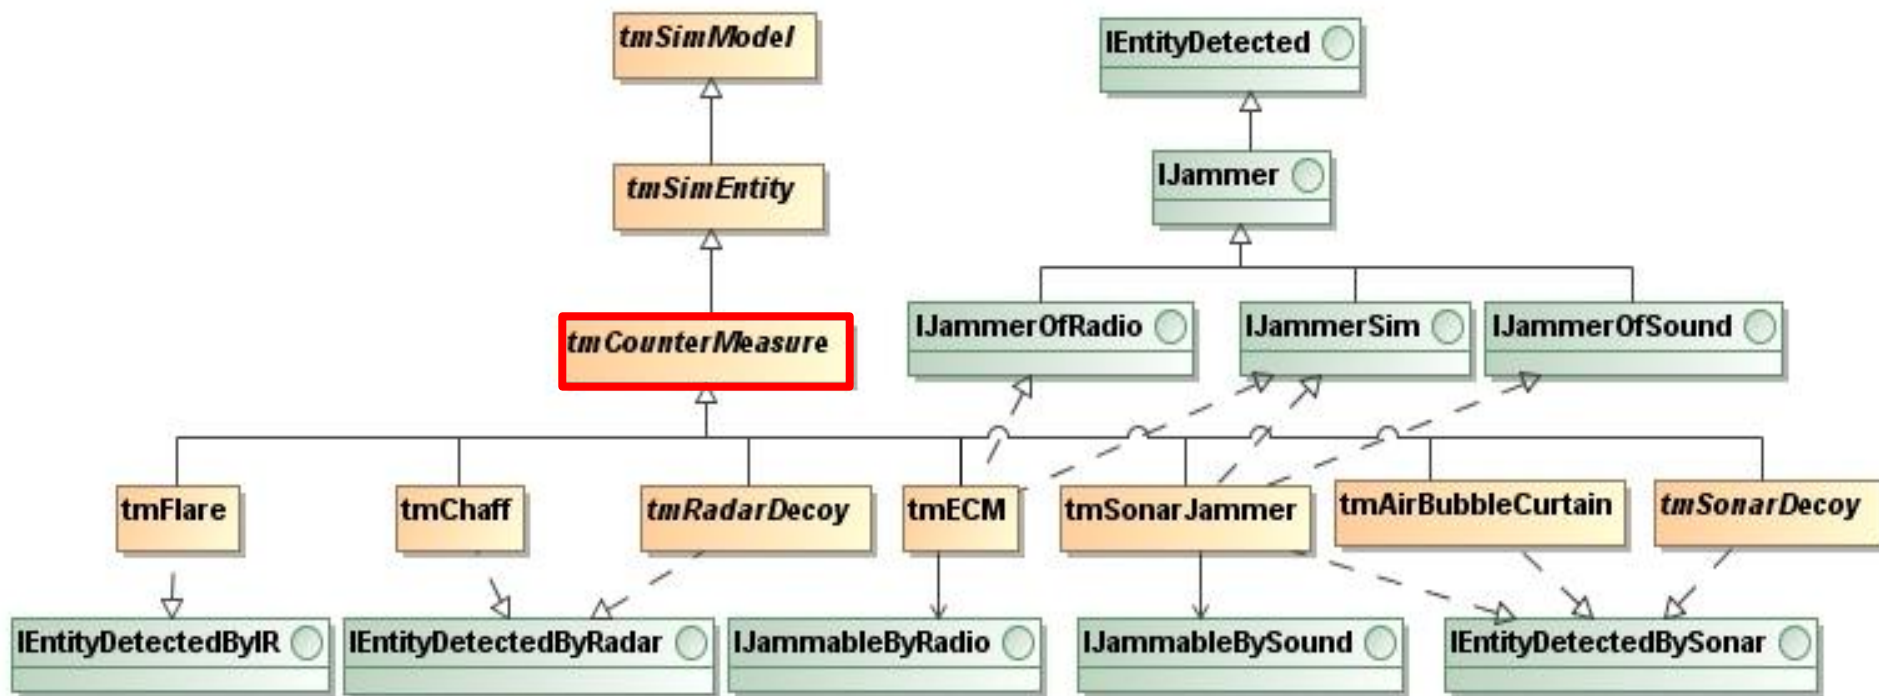 tmSimModel
IEntityDetected
IJammer
tmSimEntity
IJammerOfRadio
IJammerSim
IJammerOfSound
tmCounterMeasure
tmFlare
tmChaff
tmRadarDecoy
tmECM
tmSonarJammer
tmAirBubbleCurtain
tmSonarDecoy
IEntityDetectedByIR
IEntityDetectedByRadar
IJammableByRadio
IJammableBySound
IEntityDetectedBySonar